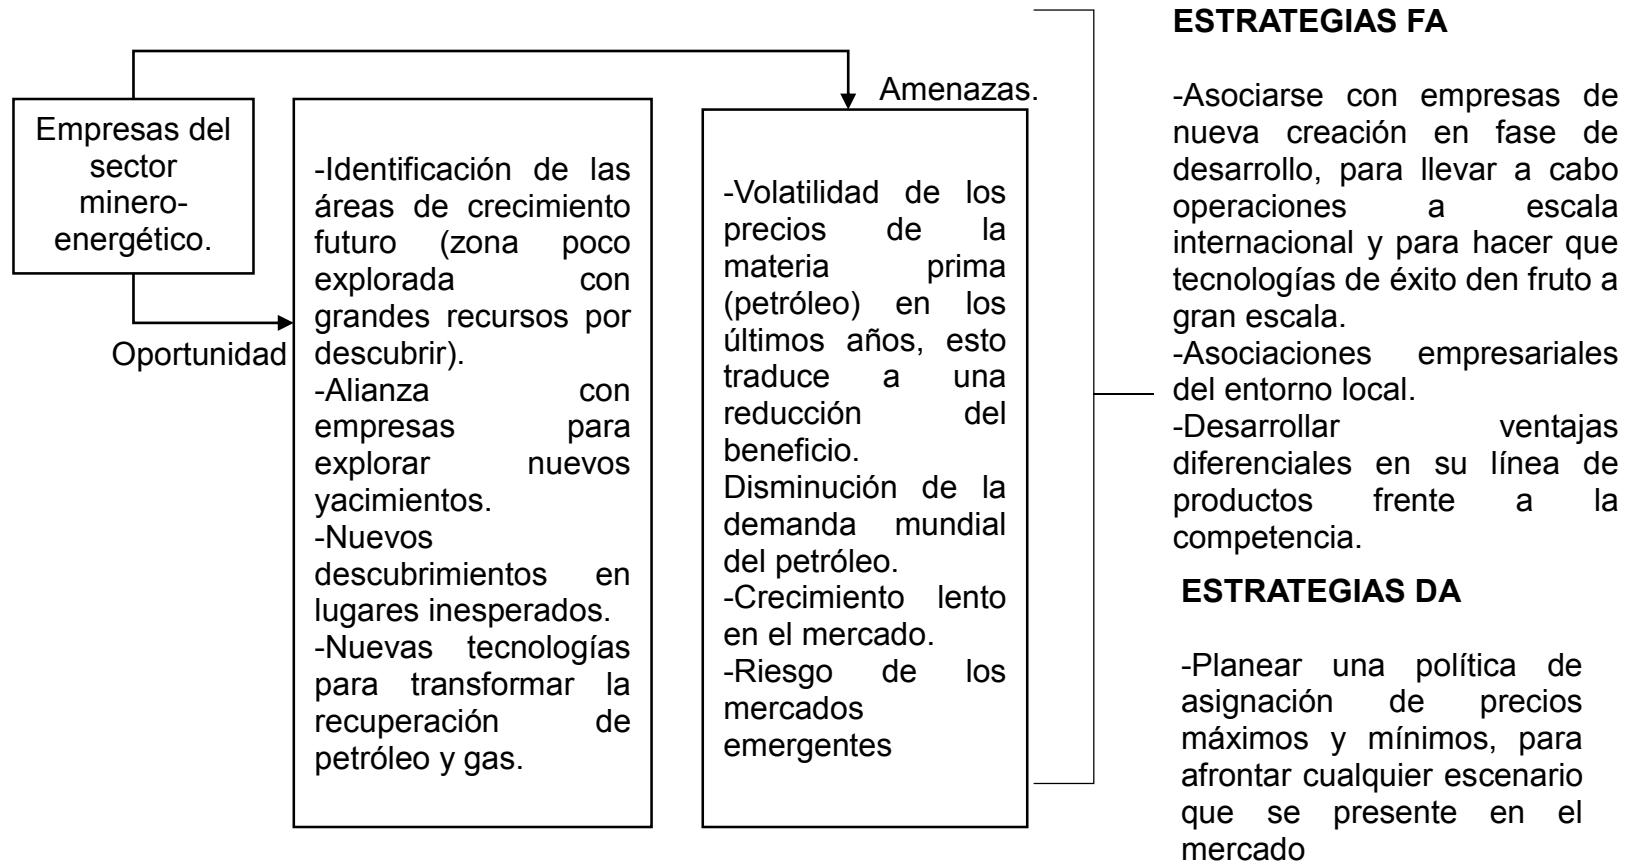 Empresas del
sector
minero-
energético.
Oportunidad
-Identificación de las
áreas de crecimiento
futuro (zona poco
explorada con
grandes recursos por
descubrir).
-Alianza con
empresas para
explorar nuevos
yacimientos.
-Nuevos
descubrimientos en
lugares inesperados.
-Nuevas tecnologías
para transformar la
recuperación de
petróleo y gas.
Amenazas.
-Volatilidad de los
precios de la
materia prima
(petróleo) en los
últimos años, esto
traduce a una
reducción del
beneficio.
Disminución de la
demanda mundial
del petróleo.
-Crecimiento lento
en el mercado.
-Riesgo de los
mercados
emergentes
ESTRATEGIAS FA
-Asociarse con empresas de
nueva creación en fase de
desarrollo, para llevar a cabo
operaciones a escala
internacional y para hacer que
tecnologías de éxito den fruto a
gran escala.
-Asociaciones empresariales
del entorno local.
-Desarrollar ventajas
diferenciales en su línea de
productos frente a la
competencia.
ESTRATEGIAS DA
-Planear una política de
asignación de precios
máximos y mínimos, para
afrontar cualquier escenario
que se presente en el
mercado